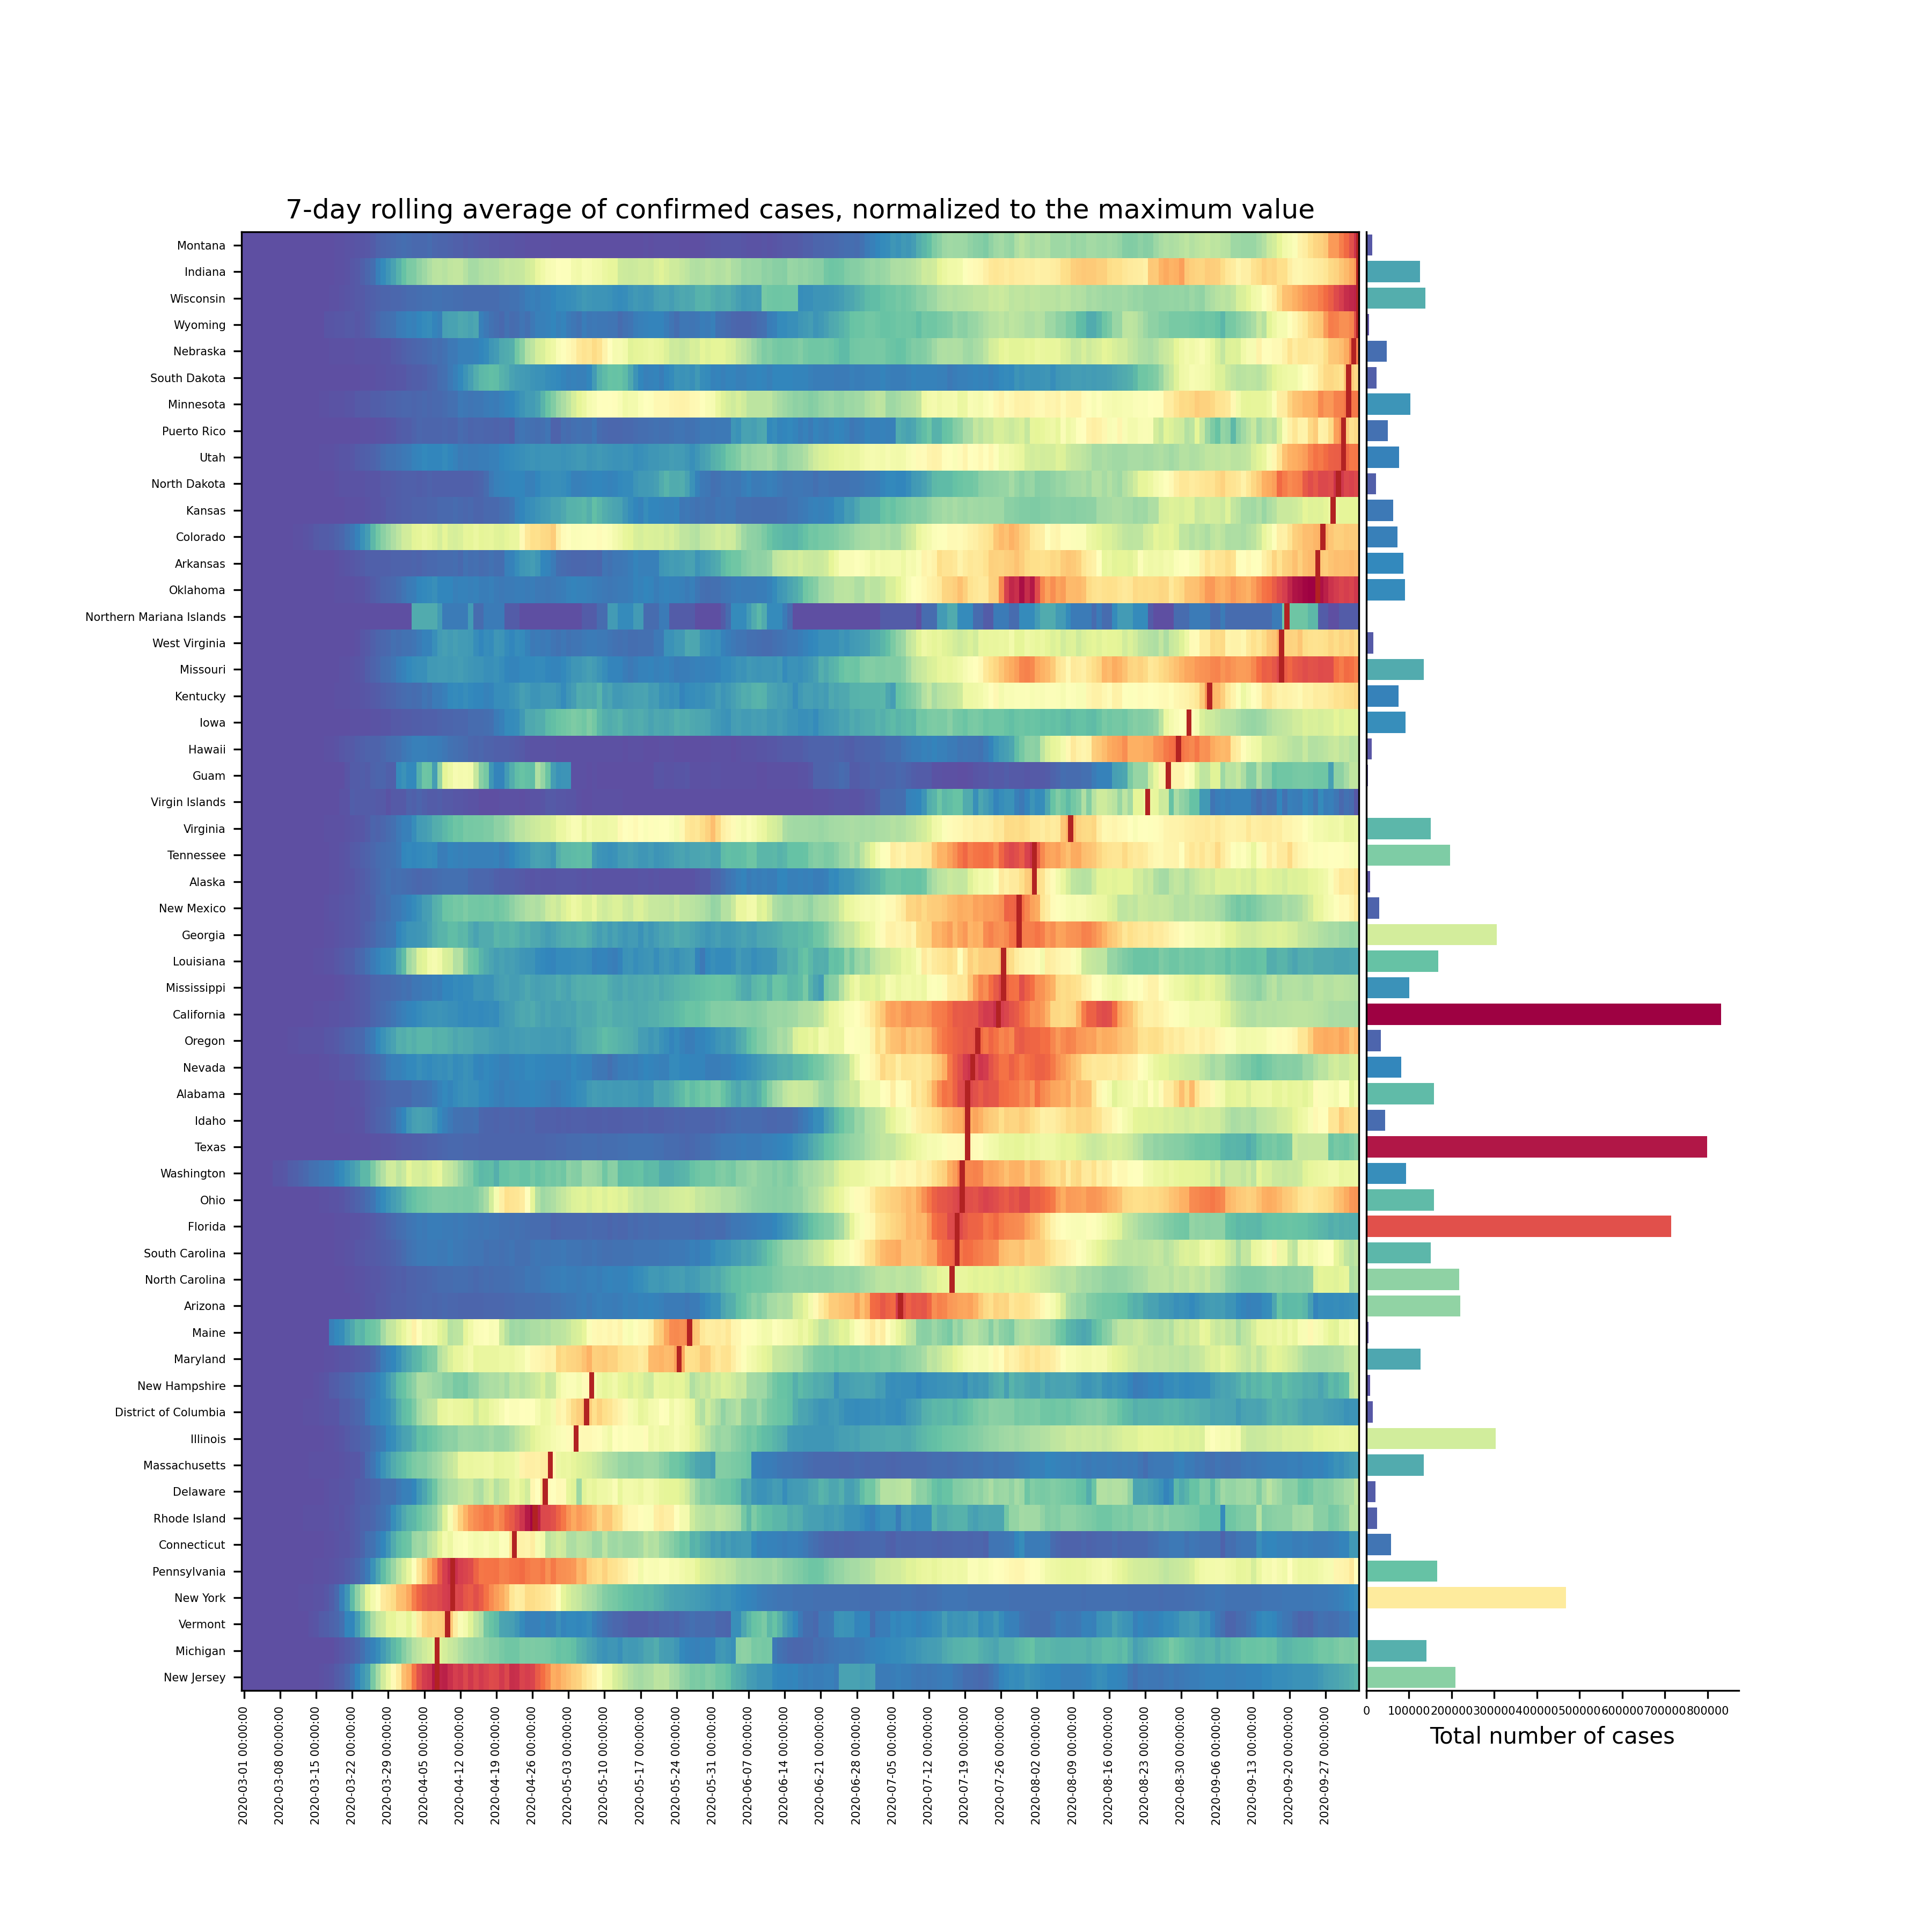 7-day rolling average of confirmed cases, normalized to the maximum value
Montana
Indiana
Wisconsin
Wyoming
Nebraska
South Dakota
Minnesota
Puerto Rico
Utah
North Dakota
Kansas
Colorado
Arkansas
Oklahoma
Northern Mariana Islands
West Virginia
Missouri
Kentucky
Iowa
Hawaii
Guam
Virgin Islands
Virginia
Tennessee
Alaska
New Mexico
Georgia
Louisiana
Mississippi
California
Oregon
Nevada
Alabama
Idaho
Texas
Washington
Ohio
Florida
South Carolina
North Carolina
Arizona
Maine
Maryland
New Hampshire
District of Columbia
Illinois
Massachusetts
Delaware
Rhode Island
Connecticut
Pennsylvania
New York
Vermont
Michigan
New Jersey
2020-03-01 00:00:00
2020-03-08 00:00:00
2020-03-15 00:00:00
2020-03-22 00:00:00
2020-03-29 00:00:00
2020-04-05 00:00:00
2020-04-12 00:00:00
2020-04-19 00:00:00
2020-04-26 00:00:00
2020-05-03 00:00:00
2020-05-10 00:00:00
2020-05-17 00:00:00
2020-05-24 00:00:00
2020-05-31 00:00:00
2020-06-07 00:00:00
2020-06-14 00:00:00
2020-06-21 00:00:00
2020-06-28 00:00:00
2020-07-05 00:00:00
2020-07-12 00:00:00
2020-07-19 00:00:00
2020-07-26 00:00:00
2020-08-02 00:00:00
2020-08-09 00:00:00
2020-08-16 00:00:00
2020-08-23 00:00:00
2020-08-30 00:00:00
2020-09-06 00:00:00
2020-09-13 00:00:00
2020-09-20 00:00:00
2020-09-27 00:00:00
0 100000 200000 300000 400000 500000 600000 700000 800000
Total number of cases